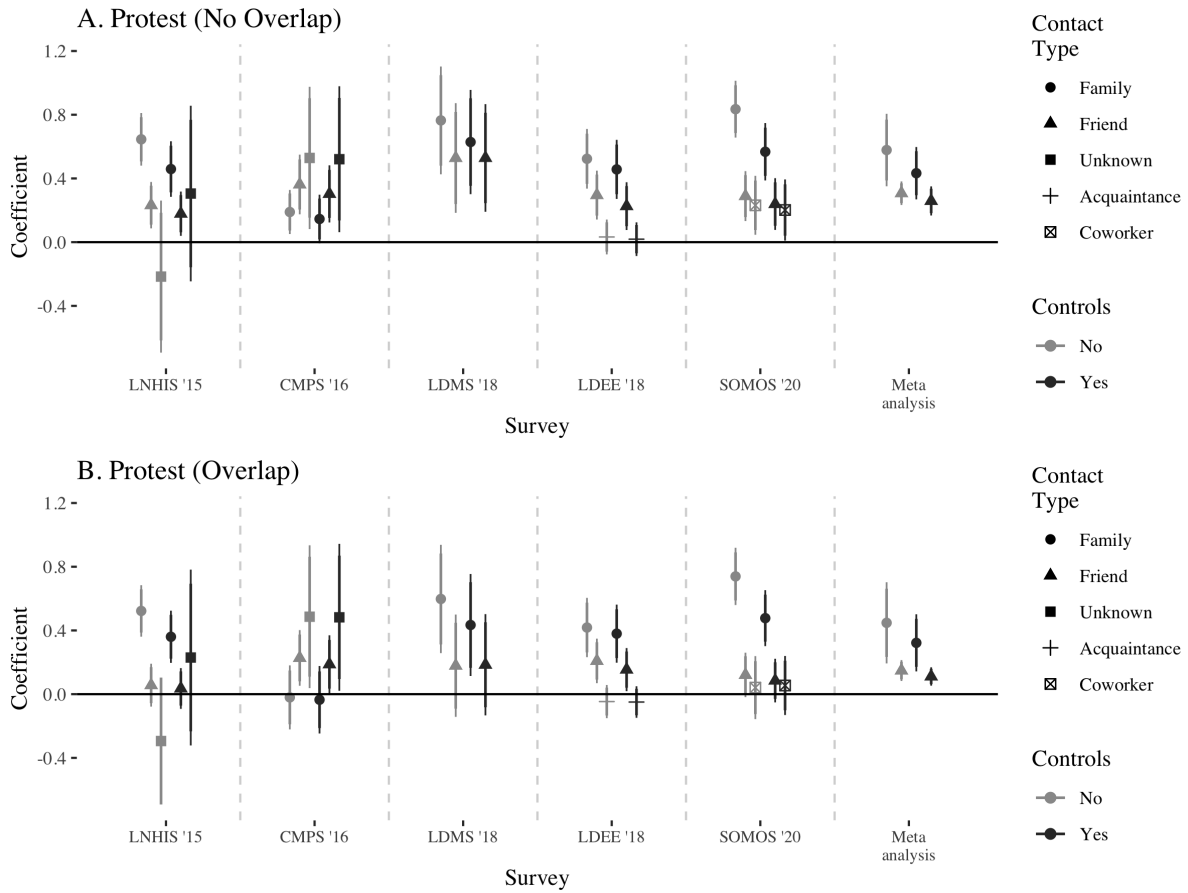 A. Protest (No Overlap)
Coefficient
1.2
0.8
0.4
0.0
-0.4
LNHIS '15
CMPS '16
LDMS '18
LDEE '18
SOMOS '20
Meta
analysis
Survey
Contact
Type
Family
Friend
Unknown
Acquaintance
Coworker
Controls
No
Yes
B. Protest (Overlap)
Coefficient
1.2
0.8
0.4
0.0
-0.4
LNHIS '15
CMPS '16
LDMS '18
LDEE '18
SOMOS '20
Meta
analysis
Survey
Contact
Type
Family
Friend
Unknown
Acquaintance
Coworker
Controls
No
Yes